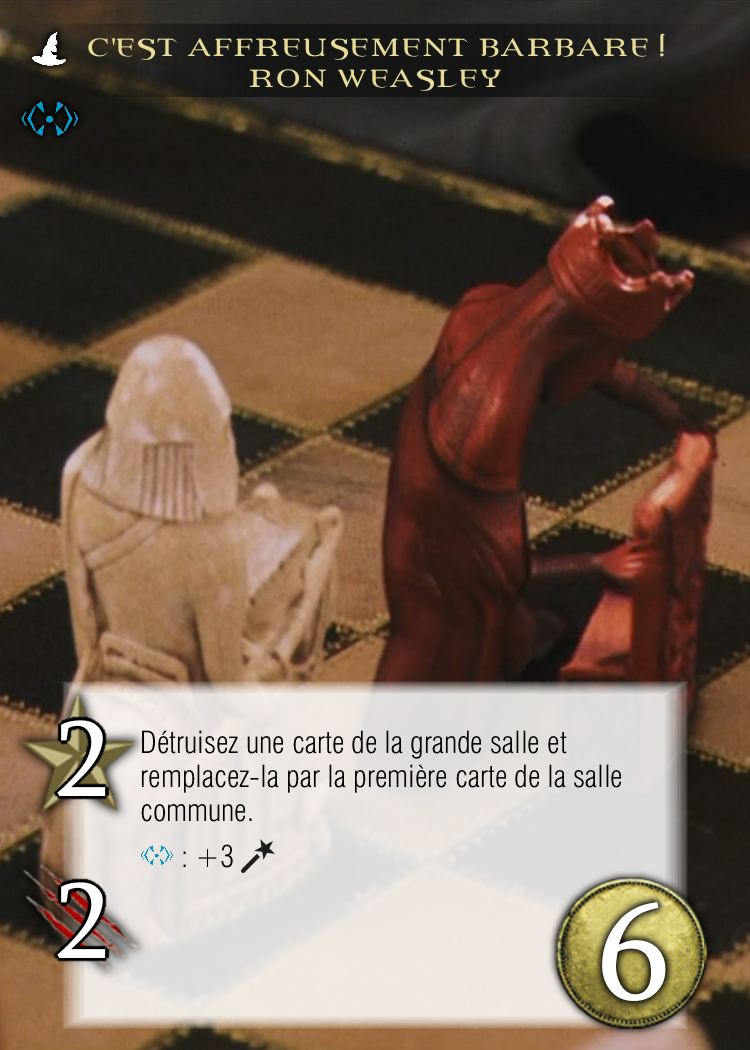 C'EST AFFREUSEMENT BARBARE !
RON WEASLEY
2
Détruisez une carte de la grande salle et
remplacez-la par la première carte de la salle
commune.
: +3
2
6